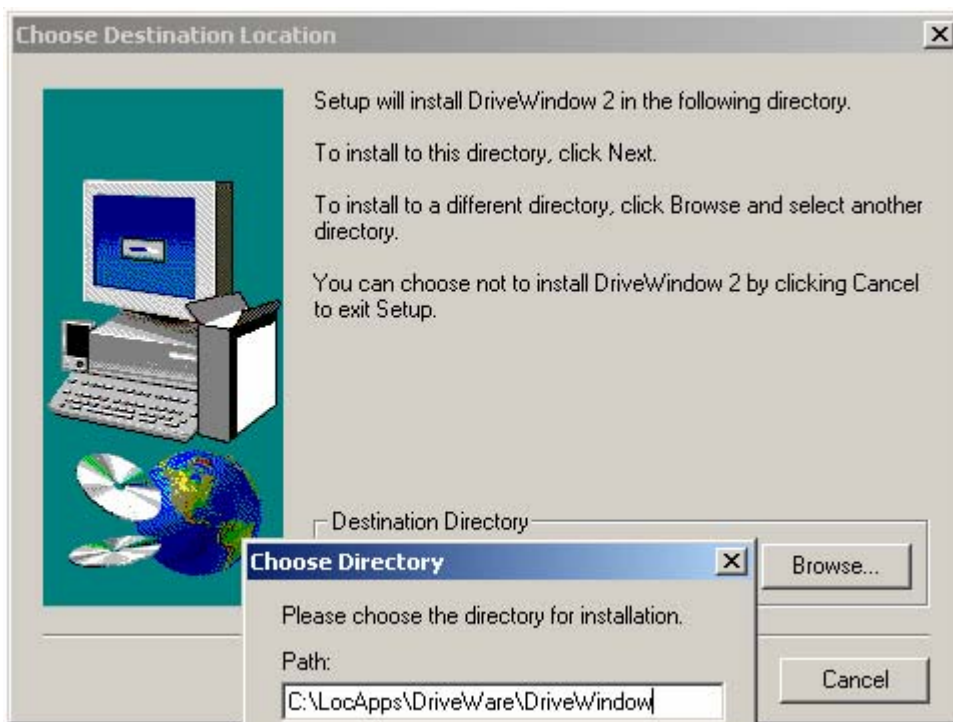 Choose Destination Location
Setup will install DriveWindow 2 in the following directory.
To install to this directory, click Next.
To install to a different directory, click Browse and select another
directory.
You can choose not to install DriveWindow 2 by clicking Cancel
to exit Setup.
Destination Directory
Browse...
Choose Directory
Please choose the directory for installation.
Path:
C:\LocApps\DriveWare\DriveWindow
Cancel